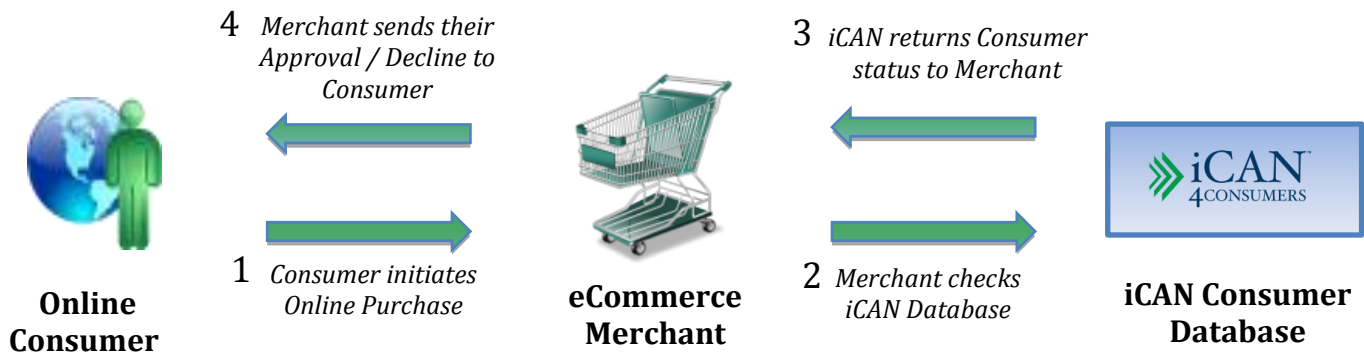 4 Merchant sends their
Approval / Decline to
Consumer
3 iCAN returns Consumer
status to Merchant
iCAN™
4CONSUMERS
1 Consumer initiates
Online Purchase
2 Merchant checks
iCAN Database
Online
Consumer
eCommerce
Merchant
iCAN Consumer
Database